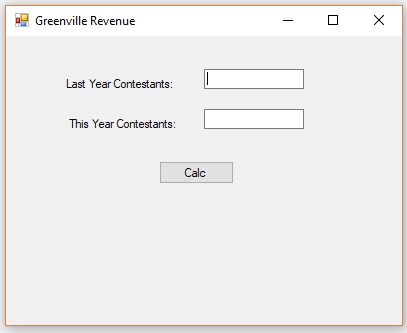 Greenville Revenue
Last Year Contestants:
This Year Contestants:
Calc